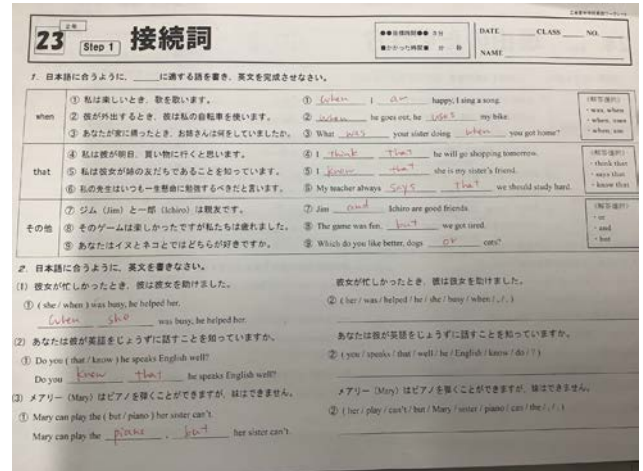 2年
23 Step 1 接続詞
DATE CLASS NO.
NAME
1. 日本語に合うように、____に適する語を書き、英文を完成させなさい。
when
① 私は楽しいとき、歌を歌います。 ① When I am happy, I sing a song.
② 彼が外出するとき、彼は私の自転車を使います。 ② when he goes out, he uses my bike.
③ あなたが家に帰ったとき、お姉さんは何をしていましたか。 ③ What was your sister doing when you got home?
・was, when
・when, uses
・when, am
that
④ 私は彼が明日、買い物に行くと思います。 ④ I think that he will go shopping tomorrow.
⑤ 私は彼女が姉の友だちであることを知っています。 ⑤ I know that she is my sister's friend.
⑥ 私の先生はいつも一生懸命に勉強するべきだと言います。 ⑥ My teacher always says that we should study hard.
・think that
・says that
・know that
その他
⑦ ジム (Jim) と一郎 (Ichiro) は親友です。 ⑦ Jim and Ichiro are good friends.
⑧ そのゲームは楽しかったですが私たちは疲れました。 ⑧ The game was fun, but we got tired.
⑨ あなたはイヌとネコとではどちらが好きですか。 ⑨ Which do you like better, dogs or cats?
・or
・and
・but
2. 日本語に合うように、英文を書きなさい。
(1) 彼女が忙しかったとき、彼は彼女を助けました。 彼女が忙しかったとき、彼は彼女を助けました。
① ( she / when ) was busy, he helped her. ② ( her / was / helped / he / she / busy / when / , / . )
When she was busy, he helped her.
(2) あなたは彼が英語をじょうずに話すことを知っていますか。 あなたは彼が英語をじょうずに話すことを知っていますか。
① Do you ( that / know ) he speaks English well? ② ( you / speaks / that / well / he / English / know / do / ? )
Do you know that he speaks English well?
(3) メアリー (Mary) はピアノを弾くことができますが、妹はできません。 メアリー (Mary) はピアノを弾くことができますが、妹はできません。
① Mary can play the ( but / piano ) her sister can't. ② ( her / play / can't / but / Mary / sister / piano / can / the / , / . )
Mary can play the piano , but her sister can't.